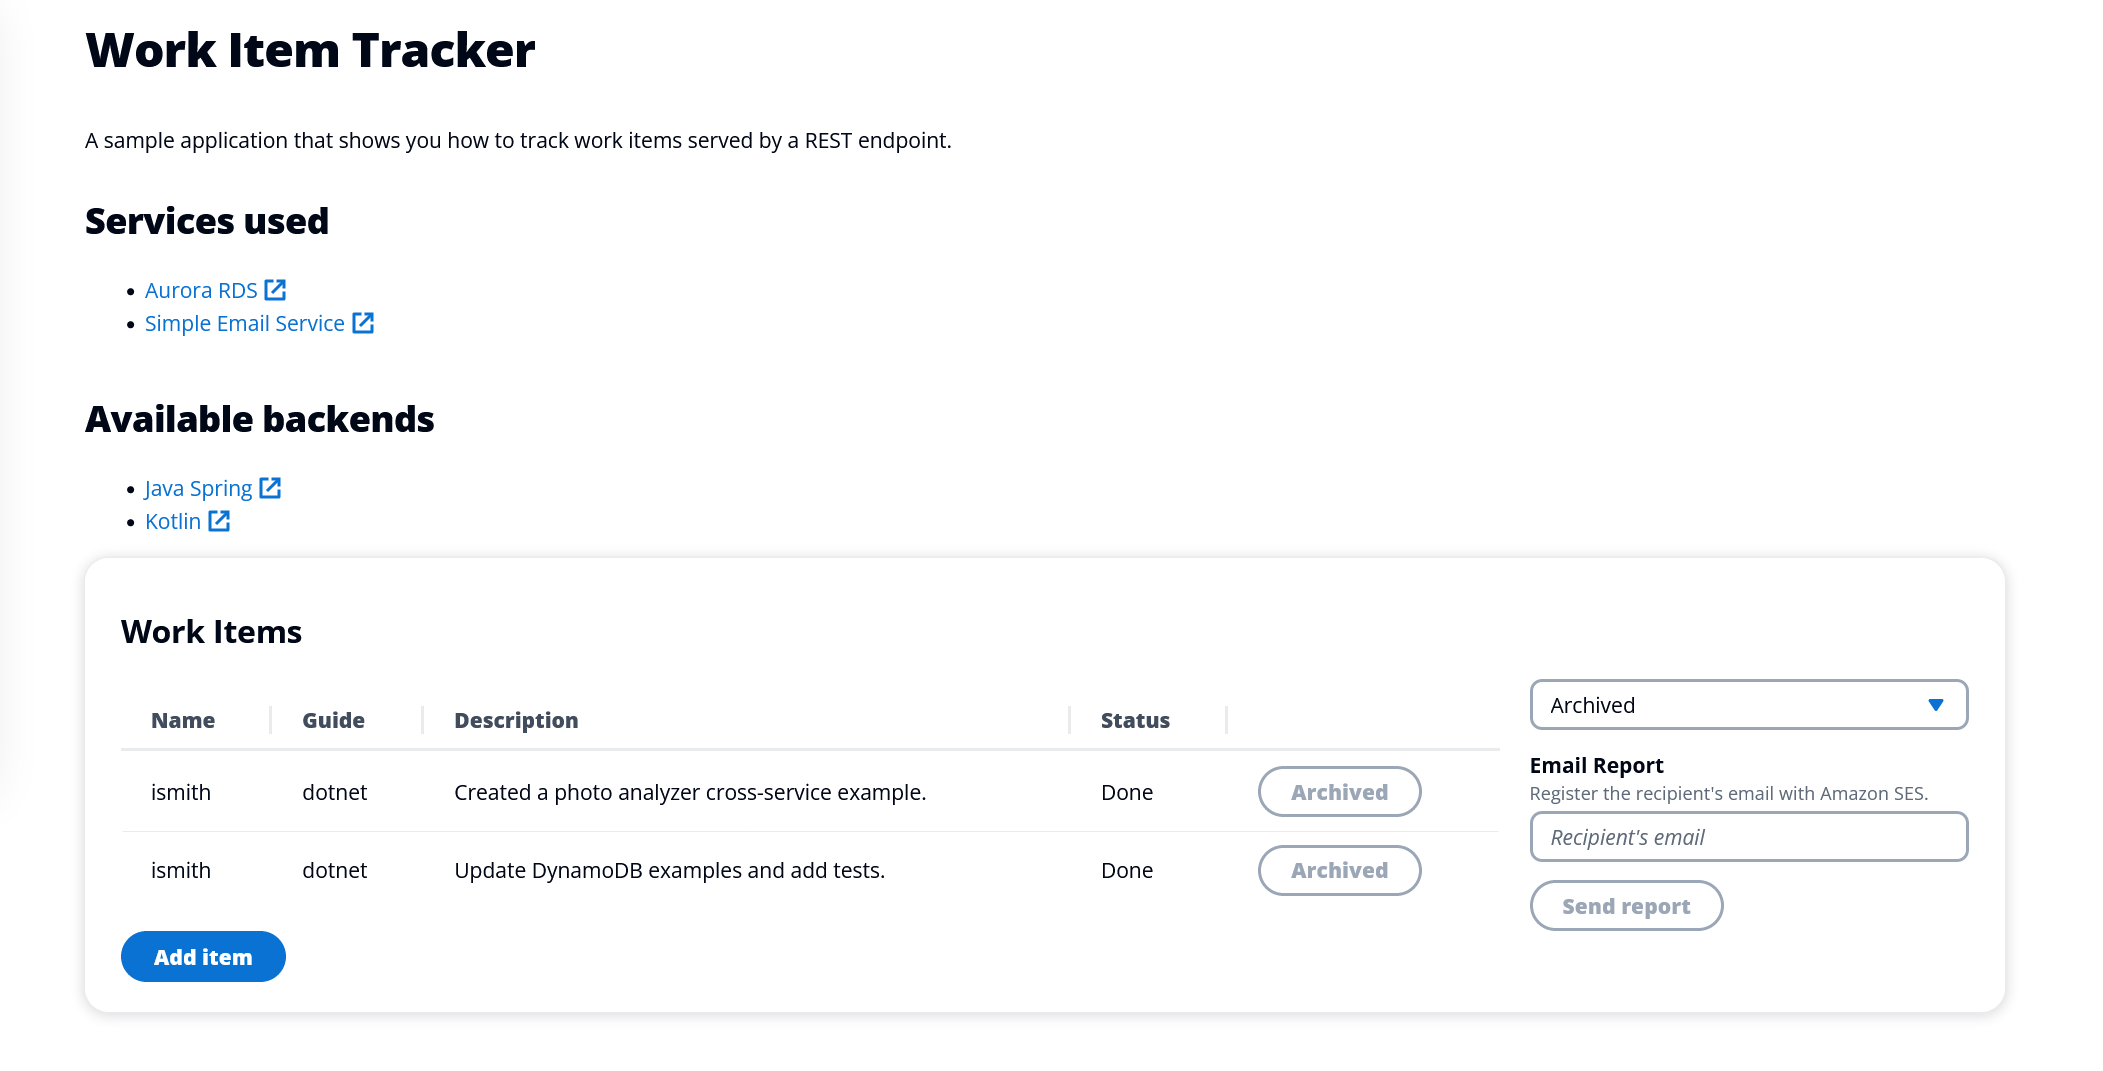 Work Item Tracker
A sample application that shows you how to track work items served by a REST endpoint.
Services used
Aurora RDS
Simple Email Service
Available backends
Java Spring
Kotlin
Work Items
Name Guide Description Status
ismith dotnet Created a photo analyzer cross-service example. Done Archived
ismith dotnet Update DynamoDB examples and add tests. Done Archived
Add item
Archived
Email Report
Register the recipient's email with Amazon SES.
Recipient's email
Send report